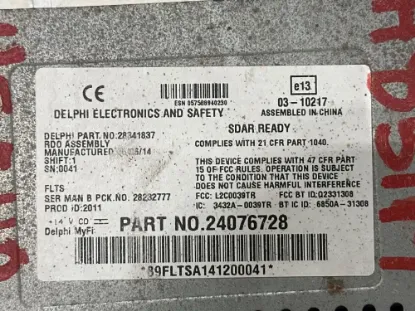 ESN 057588940236
CE
DELPHI ELECTRONICS AND SAFETY
e13
03-10217
ASSEMBLED IN CHINA
SDAR READY
COMPLIES WITH 21 CFR PART 1040.
DELPHI PART NO.:28341837
RDO ASSEMBLY
MANUFACTURED
SHIFT:1
SN:0041
THIS DEVICE COMPLIES WITH 47 CFR PART
15 OF FCC RULES. OPERATION IS SUBJECT
TO THE CONDITION THAT THIS DEVICE
DOES NOT CAUSE HARMFUL INTERFERENCE
FLTS
SER MAN B PCK.NO. 28232777
PROD ID:2011
FCC: L2C0039TR
FCC BT ID:O2331308
IC: 3432A-0039TR
BT IC ID: 6850A-31308
CD
Delphi MyFi
PART NO.24076728
*89FLTSA141200041*